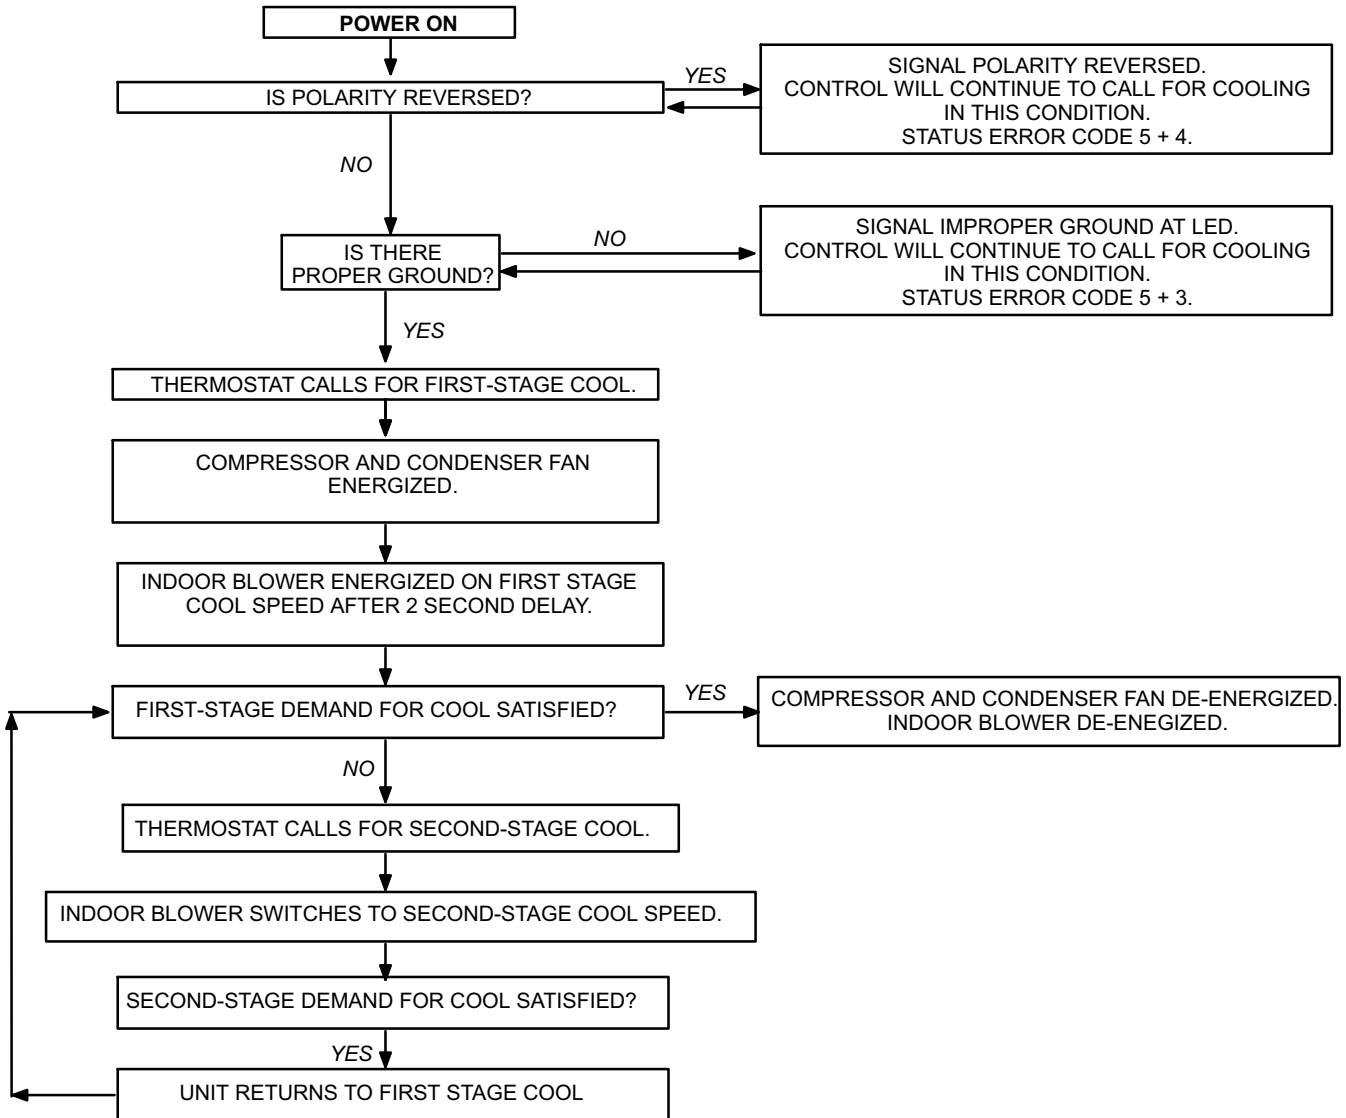 POWER ON
IS POLARITY REVERSED?
YES
SIGNAL POLARITY REVERSED.
CONTROL WILL CONTINUE TO CALL FOR COOLING
IN THIS CONDITION.
STATUS ERROR CODE 5 + 4.
NO
IS THERE
PROPER GROUND?
NO
SIGNAL IMPROPER GROUND AT LED.
CONTROL WILL CONTINUE TO CALL FOR COOLING
IN THIS CONDITION.
STATUS ERROR CODE 5 + 3.
YES
THERMOSTAT CALLS FOR FIRST-STAGE COOL.
COMPRESSOR AND CONDENSER FAN
ENERGIZED.
INDOOR BLOWER ENERGIZED ON FIRST STAGE
COOL SPEED AFTER 2 SECOND DELAY.
FIRST-STAGE DEMAND FOR COOL SATISFIED?
YES
COMPRESSOR AND CONDENSER FAN DE-ENERGIZED.
INDOOR BLOWER DE-ENEGIZED.
NO
THERMOSTAT CALLS FOR SECOND-STAGE COOL.
INDOOR BLOWER SWITCHES TO SECOND-STAGE COOL SPEED.
SECOND-STAGE DEMAND FOR COOL SATISFIED?
YES
UNIT RETURNS TO FIRST STAGE COOL